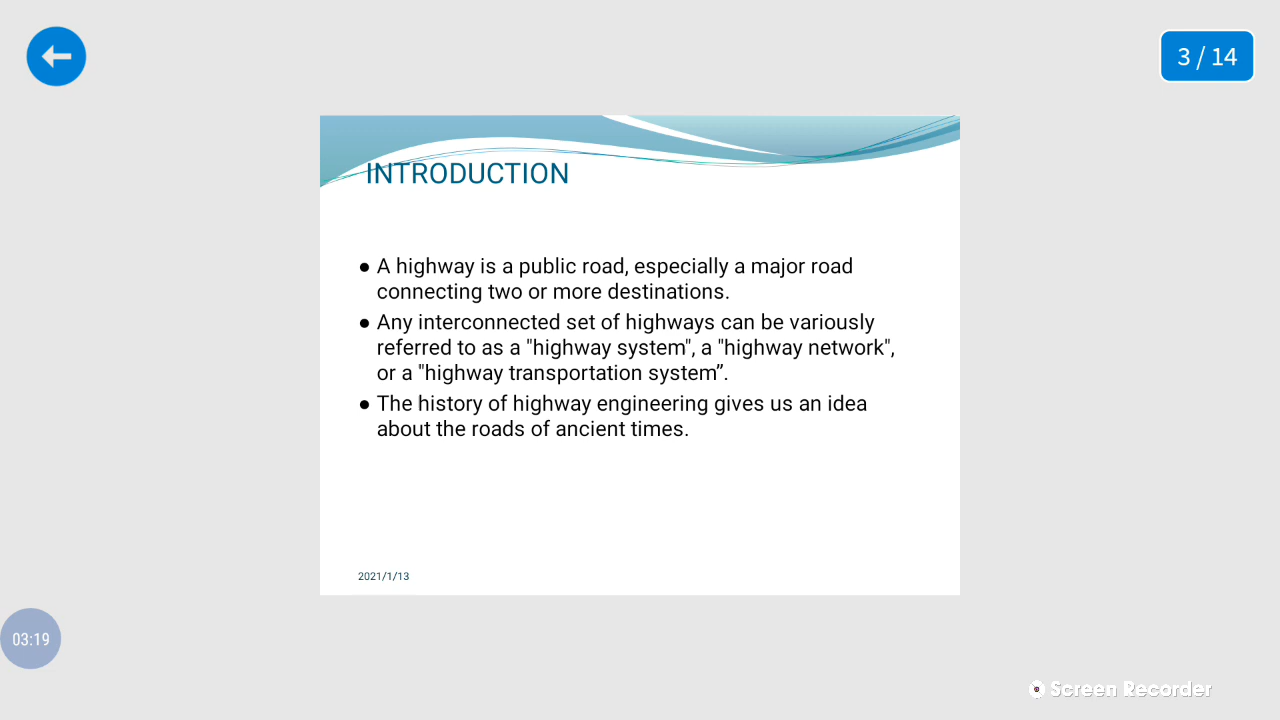 3 / 14
INTRODUCTION
● A highway is a public road, especially a major road
connecting two or more destinations.
● Any interconnected set of highways can be variously
referred to as a "highway system", a "highway network",
or a "highway transportation system”.
● The history of highway engineering gives us an idea
about the roads of ancient times.
2021/1/13
03:19
Screen Recorder